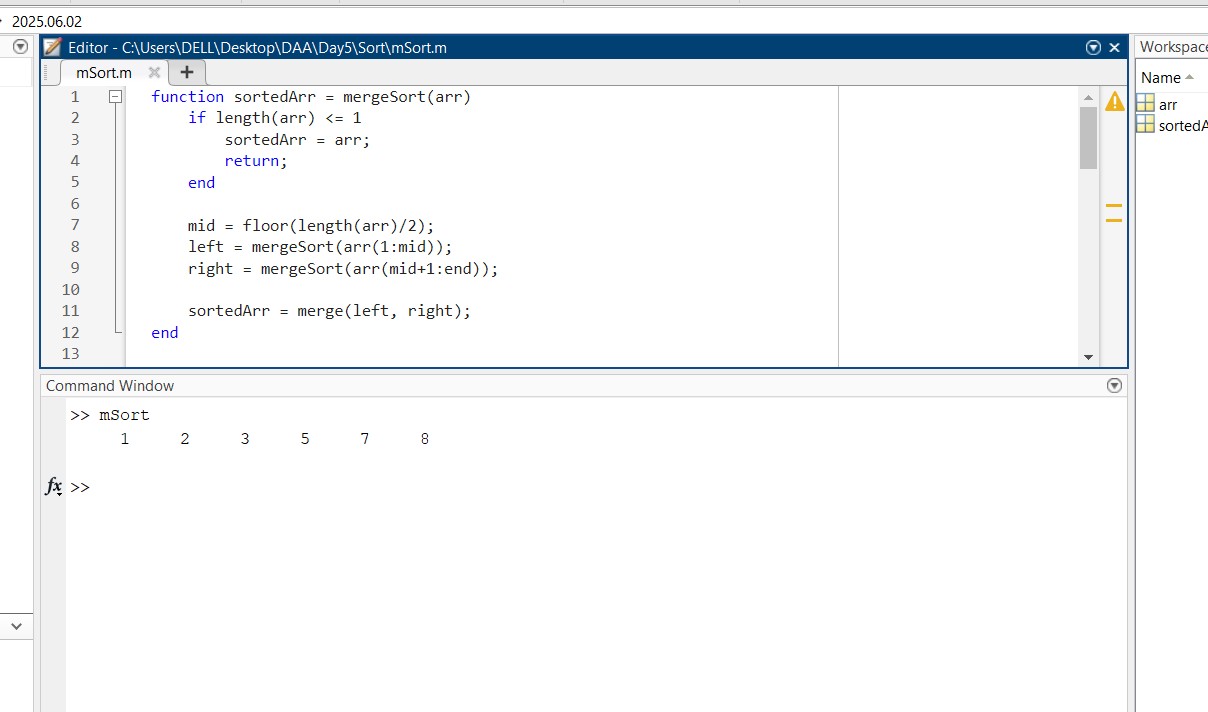 2025.06.02
Editor - C:\Users\DELL\Desktop\DAA\Day5\Sort\mSort.m
mSort.m
1 function sortedArr = mergeSort(arr)
2 if length(arr) <= 1
3 sortedArr = arr;
4 return;
5 end
6
7 mid = floor(length(arr)/2);
8 left = mergeSort(arr(1:mid));
9 right = mergeSort(arr(mid+1:end));
10
11 sortedArr = merge(left, right);
12 end
13
Command Window
>> mSort
1 2 3 5 7 8
fx >>
Workspace
Name
arr
sortedA